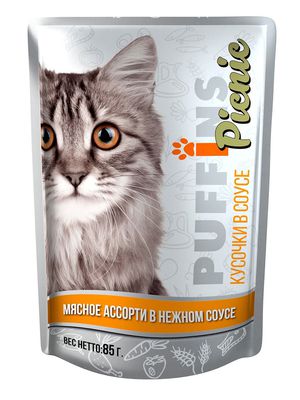 PUFFINS
Picnic
КУСОЧКИ В СОУСЕ
МЯСНОЕ АССОРТИ В НЕЖНОМ СОУСЕ
ВЕС НЕТТО:85 Г.